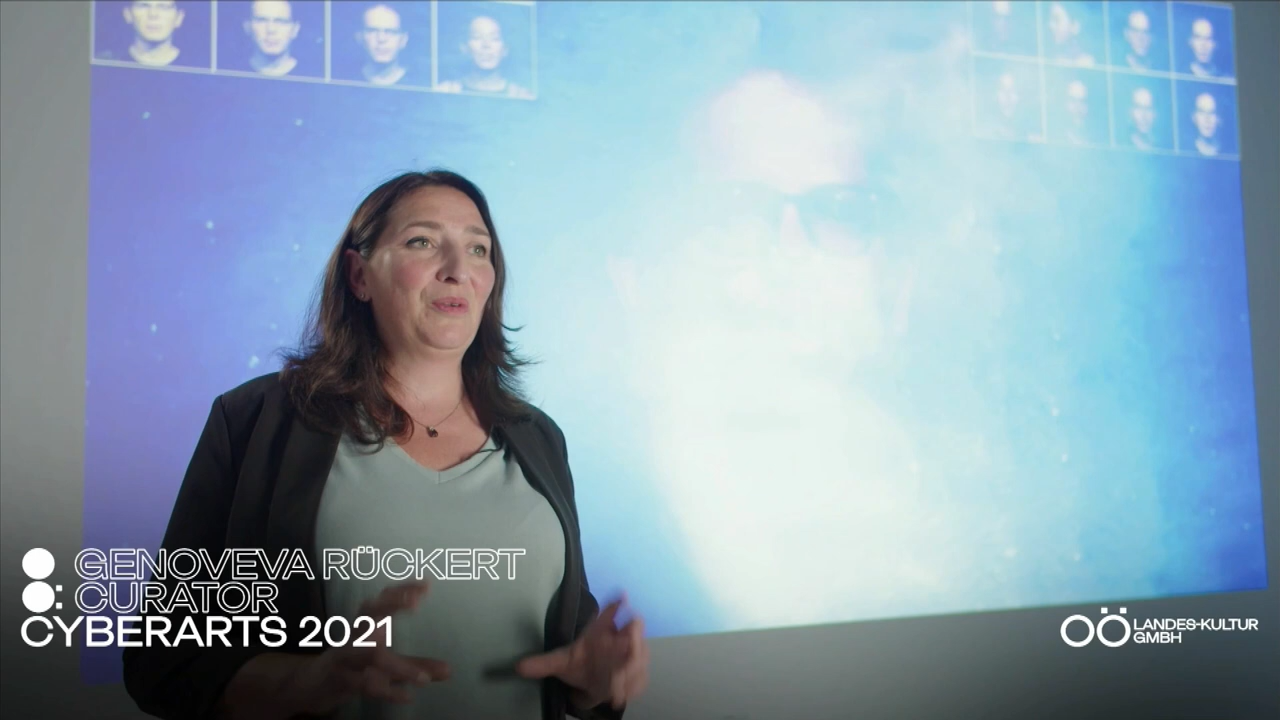 GENOVEVA RÜCKERT
: CURATOR
CYBERARTS 2021
OÖ LANDES-KULTUR
GMBH